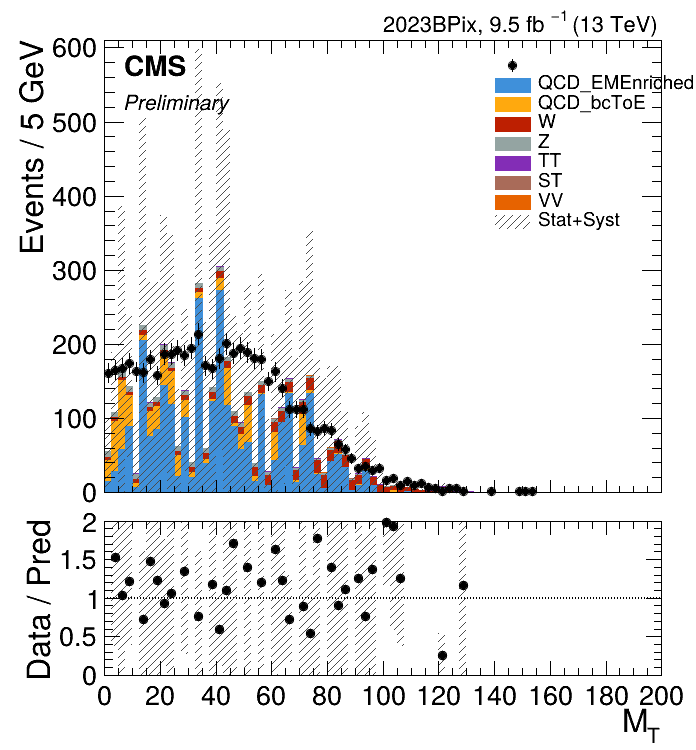 2023BPix, 9.5 fb⁻¹ (13 TeV)
CMS
Preliminary
Events / 5 GeV
600
500
400
300
200
100
0
QCD_EMEnriched
QCD_bcToE
W
Z
TT
ST
VV
Stat+Syst
Data / Pred
2
1.5
1
0.5
0
0 20 40 60 80 100 120 140 160 180 200
M_T